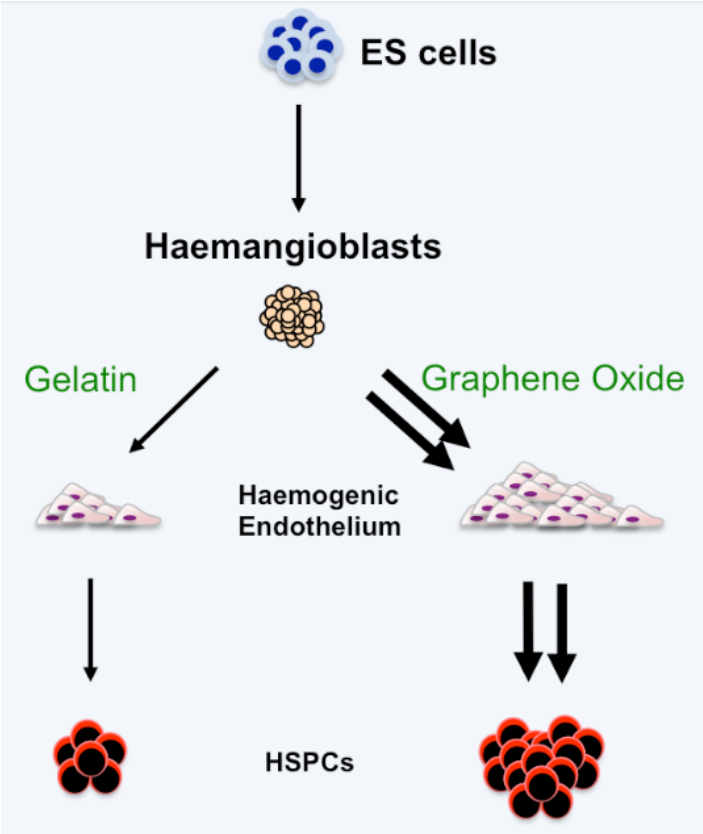 ES cells
Haemangioblasts
Gelatin
Graphene Oxide
Haemogenic
Endothelium
HSPCs